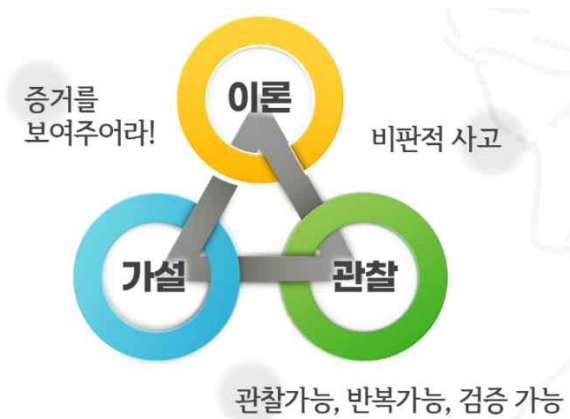 이론
증거를
보여주어라!
비판적 사고
가설
관찰
관찰가능, 반복가능, 검증 가능